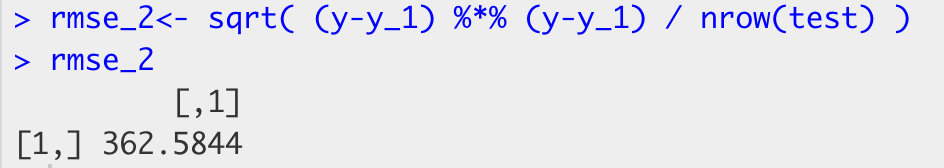 > rmse_2<- sqrt( (y-y_1) %*% (y-y_1) / nrow(test) )
> rmse_2
         [,1]
[1,] 362.5844